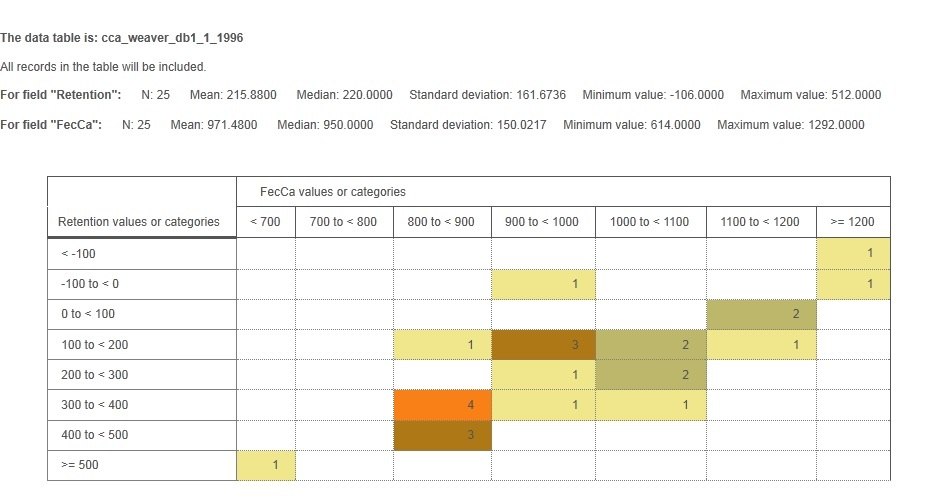 The data table is: cca_weaver_db1_1_1996
All records in the table will be included.
For field "Retention": N: 25 Mean: 215.8800 Median: 220.0000 Standard deviation: 161.6736 Minimum value: -106.0000 Maximum value: 512.0000
For field "FecCa": N: 25 Mean: 971.4800 Median: 950.0000 Standard deviation: 150.0217 Minimum value: 614.0000 Maximum value: 1292.0000
FecCa values or categories
Retention values or categories < 700 700 to < 800 800 to < 900 900 to < 1000 1000 to < 1100 1100 to < 1200 >= 1200
< -100 1
-100 to < 0 1 1
0 to < 100 2
100 to < 200 1 3 2 1
200 to < 300 1 2
300 to < 400 4 1 1
400 to < 500 3
>= 500 1